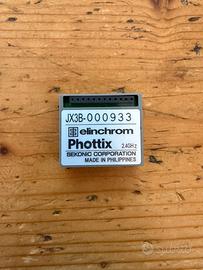 JX3B-000933
elinchrom
Phottix 2.4GHz
SEKONIC CORPORATION
MADE IN PHILIPPINES